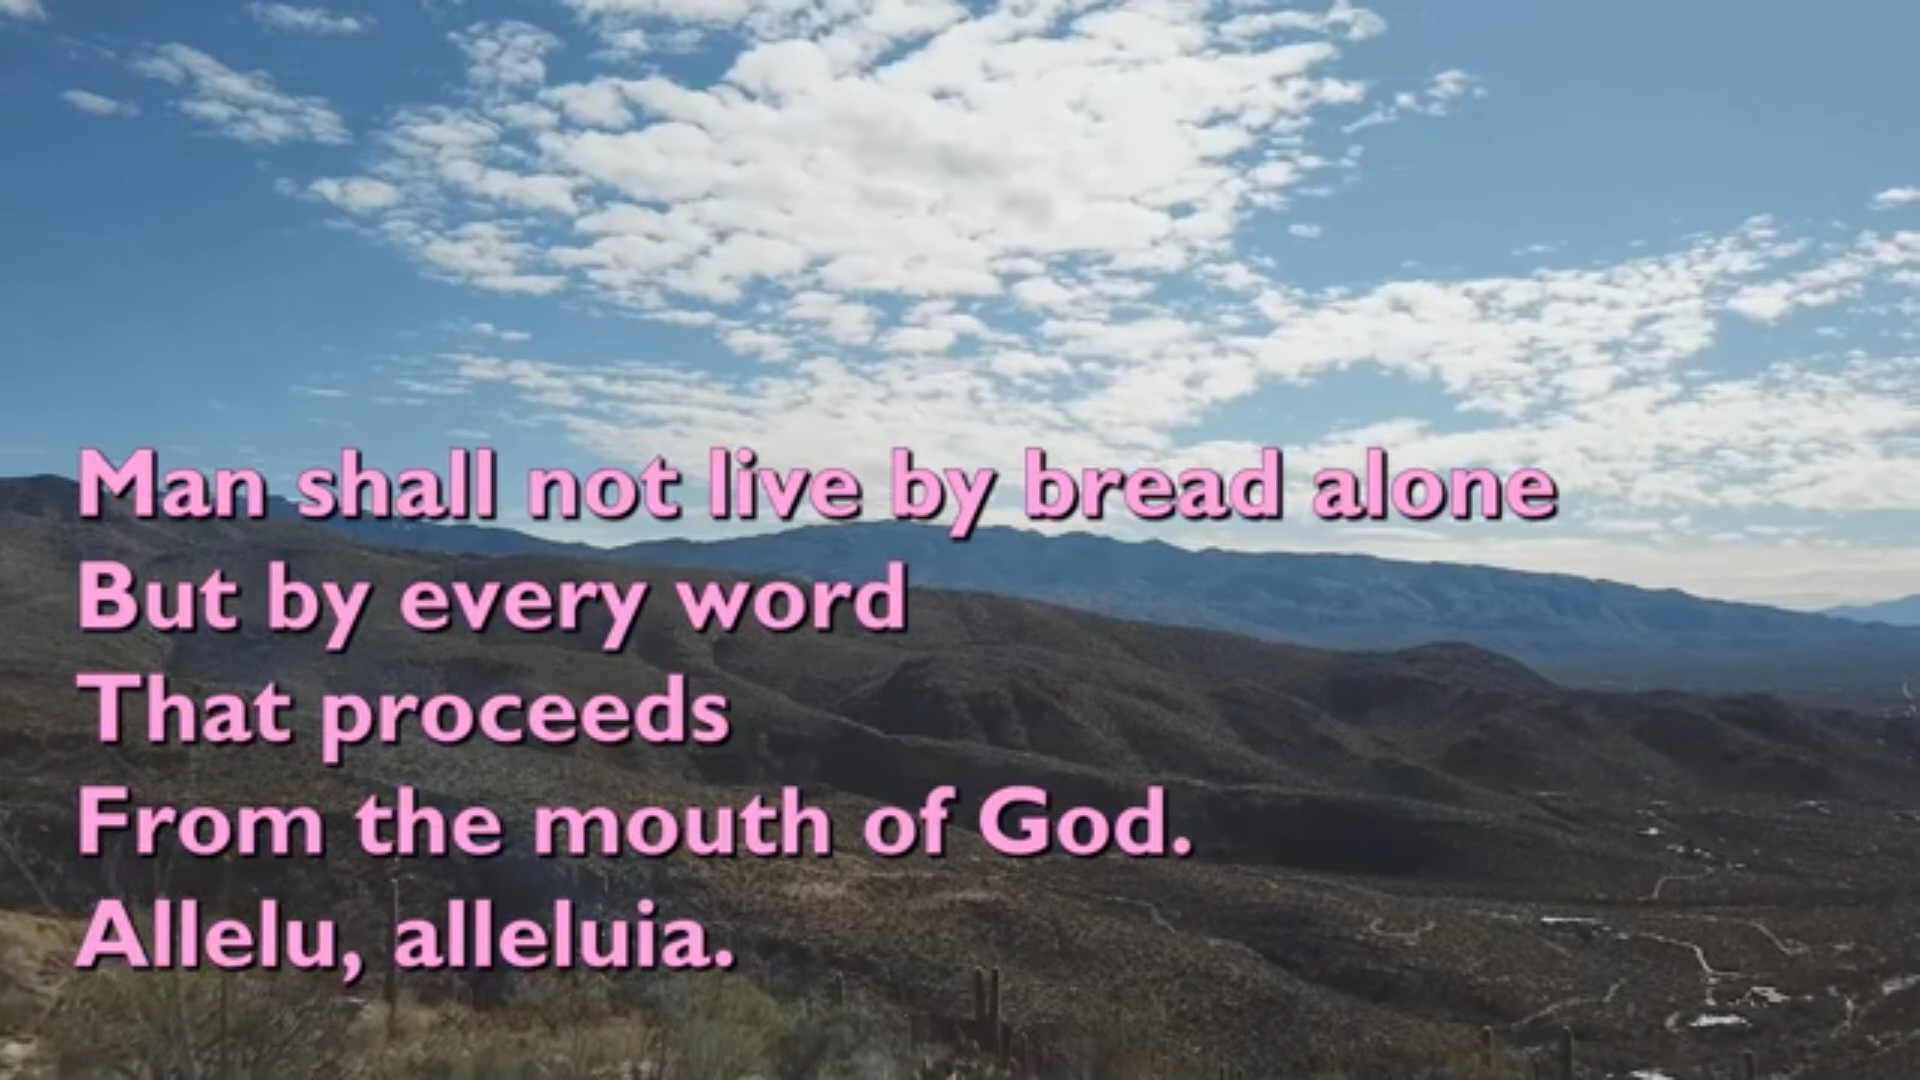 Man shall not live by bread alone
But by every word
That proceeds
From the mouth of God.
Allelu, alleluia.